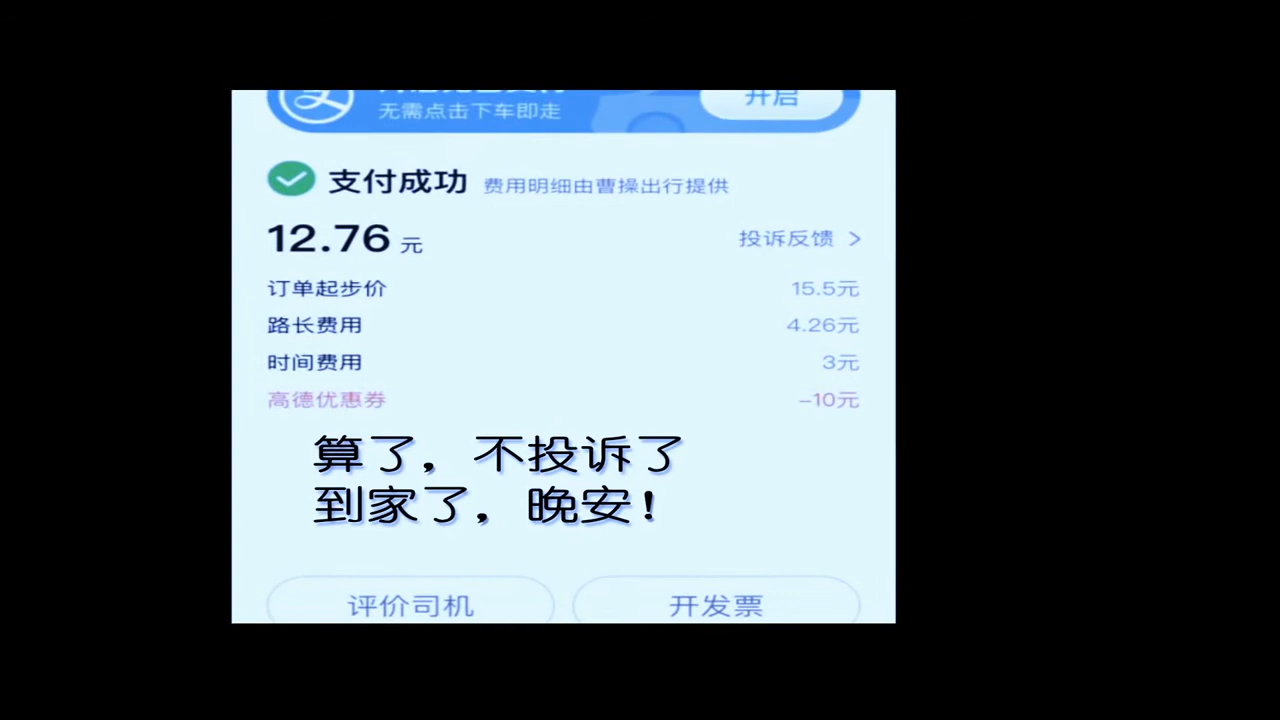 无需点击下车即走
开启
支付成功 费用明细由曹操出行提供
12.76 元 投诉反馈 >
订单起步价 15.5元
路长费用 4.26元
时间费用 3元
高德优惠券 -10元
算了，不投诉了
到家了，晚安！
评价司机 开发票